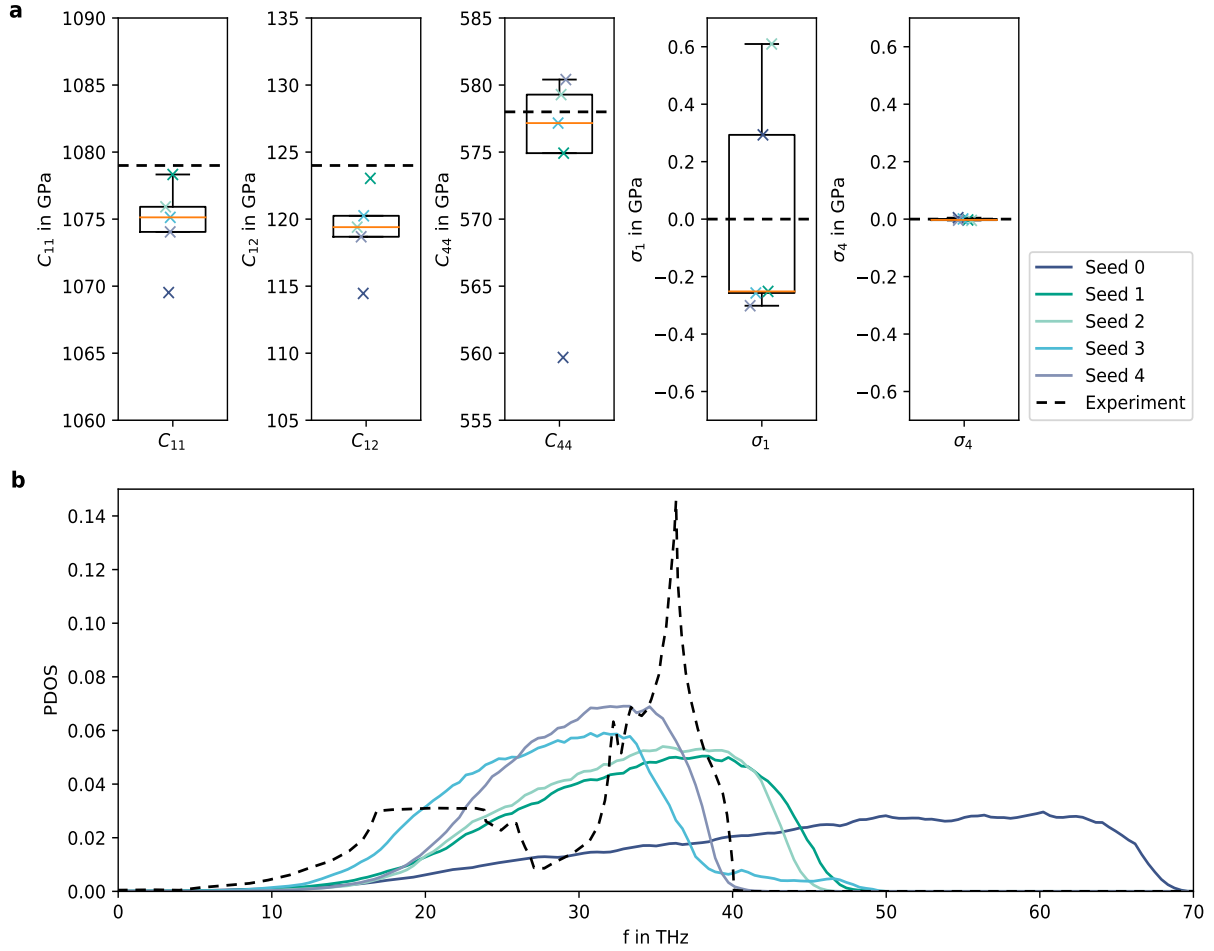 a
1090
1085
1080
1075
1070
1065
1060
C₁₁ in GPa
C₁₁
135
130
125
120
115
110
105
C₁₂ in GPa
C₁₂
585
580
575
570
565
560
555
C₄₄ in GPa
C₄₄
0.6
0.4
0.2
0.0
−0.2
−0.4
−0.6
σ₁ in GPa
σ₁
0.6
0.4
0.2
0.0
−0.2
−0.4
−0.6
σ₄ in GPa
σ₄
Seed 0
Seed 1
Seed 2
Seed 3
Seed 4
Experiment
b
0.14
0.12
0.10
0.08
0.06
0.04
0.02
0.00
PDOS
0 10 20 30 40 50 60 70
f in THz